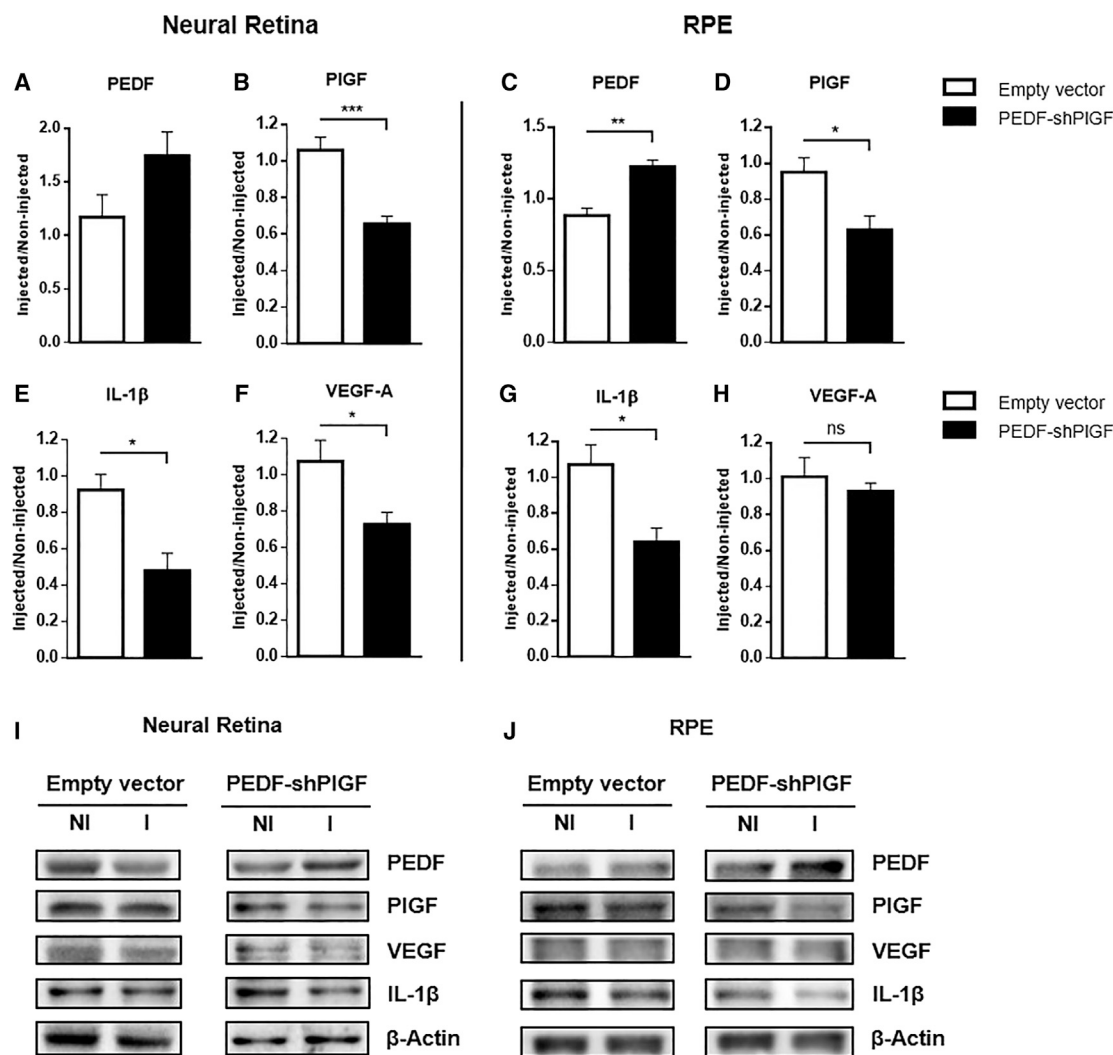 Neural Retina
RPE
A
PEDF
Injected/Non-injected
2.0
1.5
1.0
0.5
0.0
B
PIGF
***
Injected/Non-injected
1.2
1.0
0.8
0.6
0.4
0.2
0.0
C
PEDF
**
Injected/Non-injected
1.5
1.0
0.5
0.0
D
PIGF
*
Injected/Non-injected
1.2
1.0
0.8
0.6
0.4
0.2
0.0
Empty vector
PEDF-shPIGF
E
IL-1β
*
Injected/Non-injected
1.2
1.0
0.8
0.6
0.4
0.2
0.0
F
VEGF-A
*
Injected/Non-injected
1.2
1.0
0.8
0.6
0.4
0.2
0.0
G
IL-1β
*
Injected/Non-injected
1.2
1.0
0.8
0.6
0.4
0.2
0.0
H
VEGF-A
ns
Injected/Non-injected
1.2
1.0
0.8
0.6
0.4
0.2
0.0
Empty vector
PEDF-shPIGF
I
Neural Retina
Empty vector
PEDF-shPIGF
NI I
NI I
PEDF
PIGF
VEGF
IL-1β
β-Actin
J
RPE
Empty vector
PEDF-shPIGF
NI I
NI I
PEDF
PIGF
VEGF
IL-1β
β-Actin